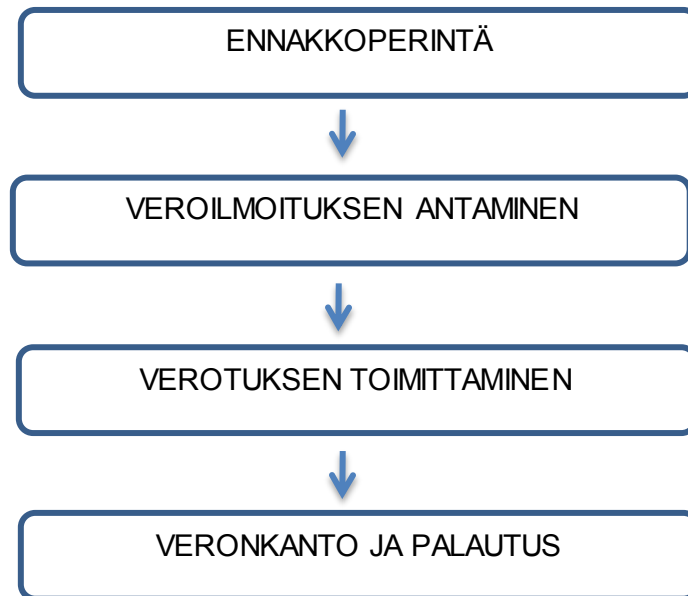 ENNAKKOPERINTÄ
VEROILMOITUKSEN ANTAMINEN
VEROTUKSEN TOIMITTAMINEN
VERONKANTO JA PALAUTUS